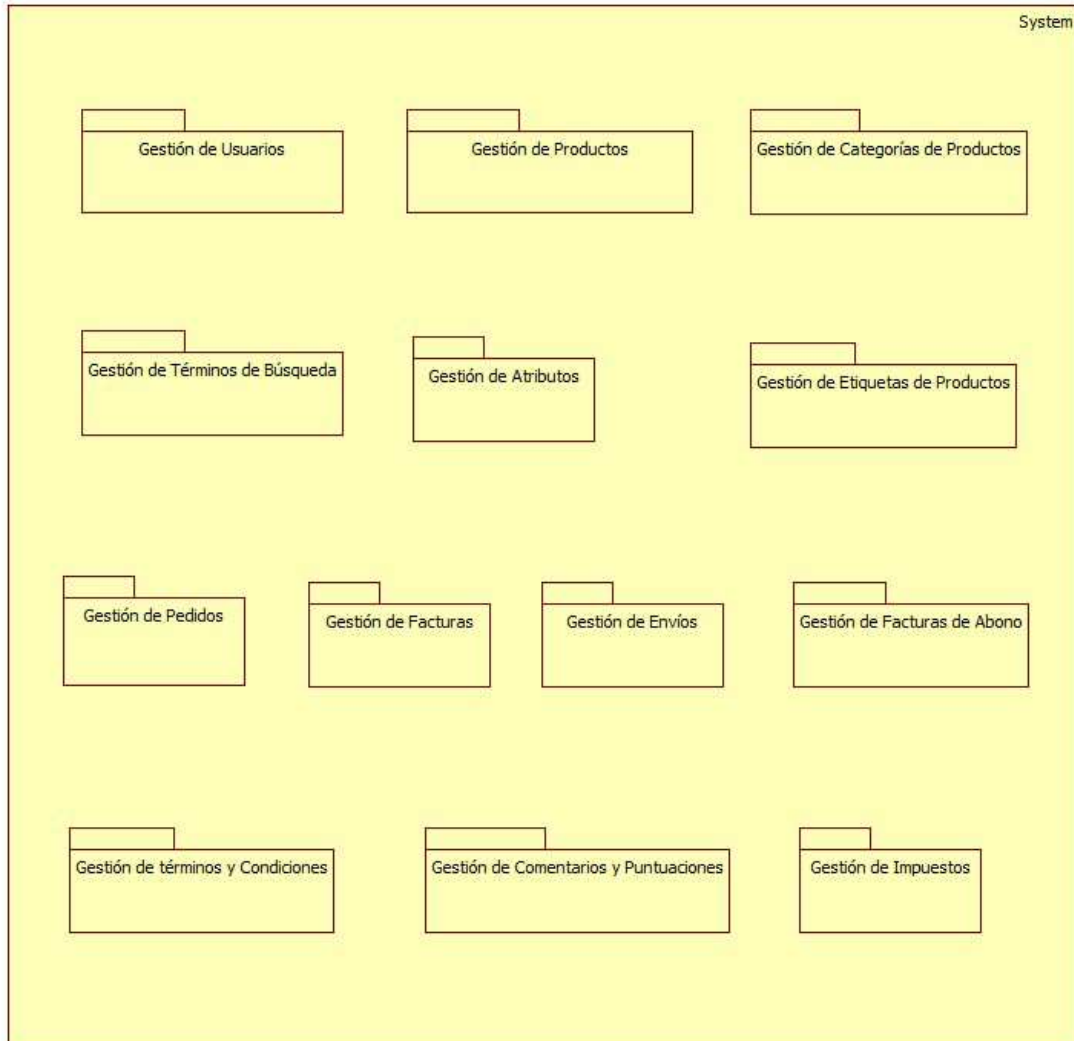 System
Gestión de Usuarios
Gestión de Productos
Gestión de Categorías de Productos
Gestión de Términos de Búsqueda
Gestión de Atributos
Gestión de Etiquetas de Productos
Gestión de Pedidos
Gestión de Facturas
Gestión de Envíos
Gestión de Facturas de Abono
Gestión de términos y Condiciones
Gestión de Comentarios y Puntuaciones
Gestión de Impuestos